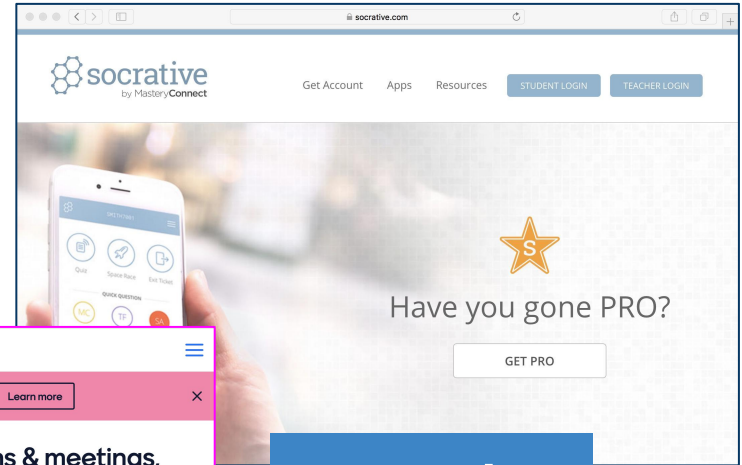 socrative.com
socrative
by MasteryConnect
Get Account Apps Resources STUDENT LOGIN TEACHER LOGIN
Quiz Space Race Exit Ticket
QUICK QUESTION
MC TF SA
S
Have you gone PRO?
GET PRO
Learn more
& meetings.